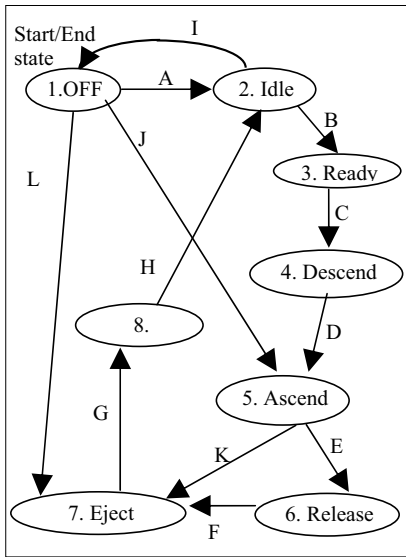 Start/End
state
I
1.OFF
A
2. Idle
B
J
3. Ready
L
C
H
4. Descend
8.
D
5. Ascend
G
K
E
7. Eject
F
6. Release